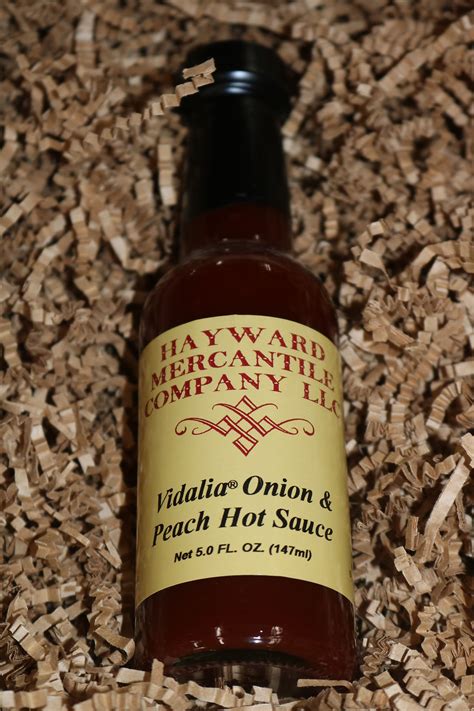 HAYWARD
MERCANTILE
COMPANY LLC
Vidalia® Onion &
Peach Hot Sauce
Net 5.0 FL. OZ. (147ml)